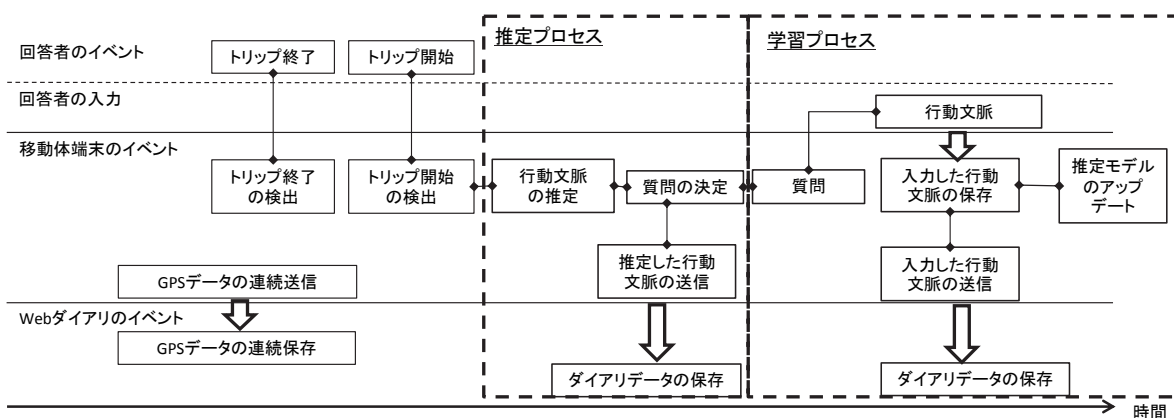 推定プロセス
学習プロセス
回答者のイベント
トリップ終了
トリップ開始
回答者の入力
行動文脈
移動体端末のイベント
トリップ終了
の検出
トリップ開始
の検出
行動文脈
の推定
質問の決定
質問
入力した行動
文脈の保存
推定モデル
のアップ
デート
推定した行動
文脈の送信
入力した行動
文脈の送信
GPSデータの連続送信
Webダイアリのイベント
GPSデータの連続保存
ダイアリデータの保存
ダイアリデータの保存
時間